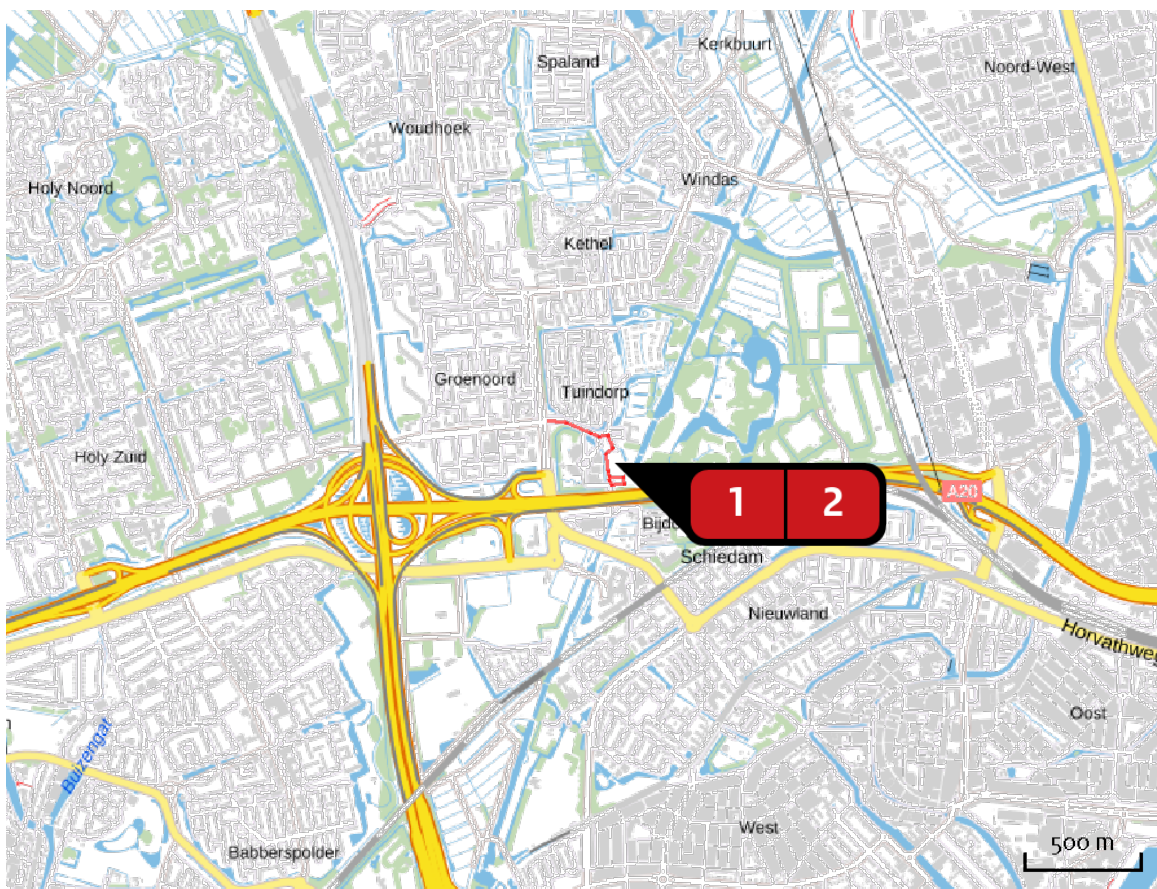 Kerkbuurt
Spaland
Noord-West
Woudhoek
Windas
Holy Noord
Kethel
Groenoord
Tuindorp
Holy Zuid
A20
1
2
Schiedam
Nieuwland
Horvathweg
Oost
Buizengat
West
Babberspolder
500 m